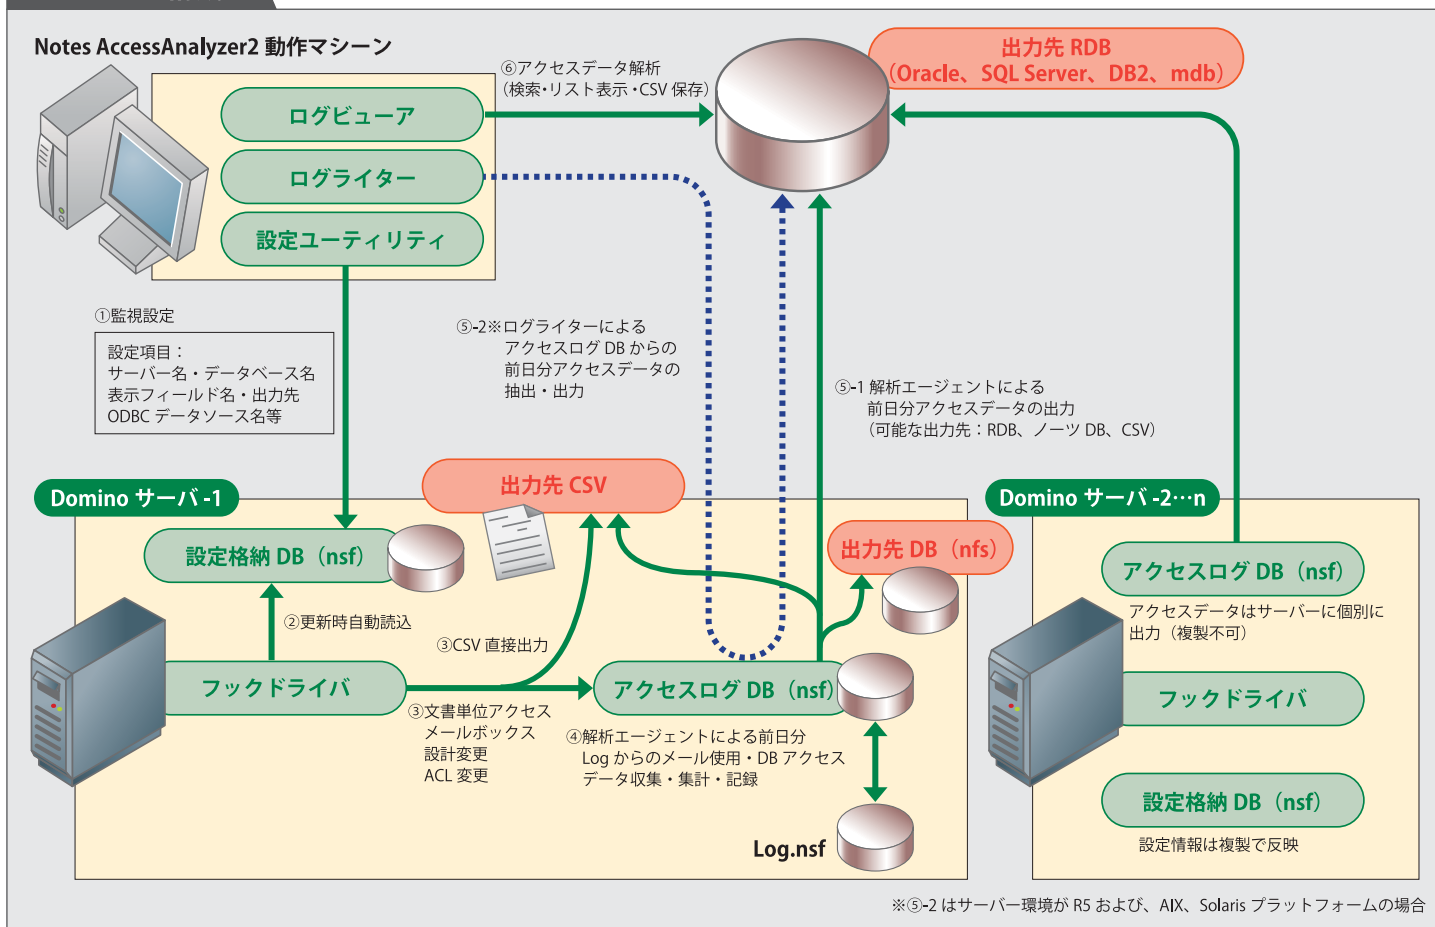 Notes AccessAnalyzer2 動作マシーン
ログビューア
ログライター
設定ユーティリティ
⑥アクセスデータ解析
(検索・リスト表示・CSV 保存)
出力先 RDB
(Oracle、SQL Server、DB2、mdb)
①監視設定
設定項目：
サーバー名・データベース名
表示フィールド名・出力先
ODBC データソース名等
⑤-2※ログライターによる
アクセスログ DB からの
前日分アクセスデータの
抽出・出力
⑤-1 解析エージェントによる
前日分アクセスデータの出力
（可能な出力先：RDB、ノーツ DB、CSV）
Domino サーバ -1
出力先 CSV
設定格納 DB（nsf）
出力先 DB（nfs）
②更新時自動読込
③CSV 直接出力
フックドライバ
アクセスログ DB（nsf）
③文書単位アクセス
メールボックス
設計変更
ACL 変更
④解析エージェントによる前日分
Log からのメール使用・DB アクセス
データ収集・集計・記録
Log.nsf
Domino サーバ -2…n
アクセスログ DB（nsf）
アクセスデータはサーバーに個別に
出力（複製不可）
フックドライバ
設定格納 DB（nsf）
設定情報は複製で反映
※⑤-2 はサーバー環境が R5 および、AIX、Solaris プラットフォームの場合